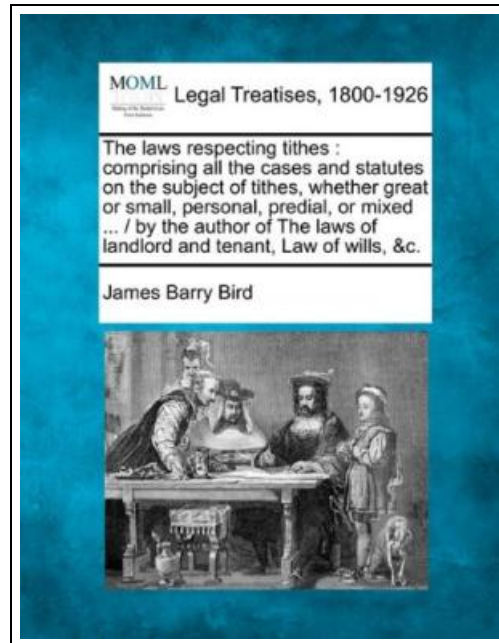 MOML
Legal Treatises, 1800-1926
The laws respecting tithes :
comprising all the cases and statutes
on the subject of tithes, whether great
or small, personal, predial, or mixed
... / by the author of The laws of
landlord and tenant, Law of wills, &c.
James Barry Bird